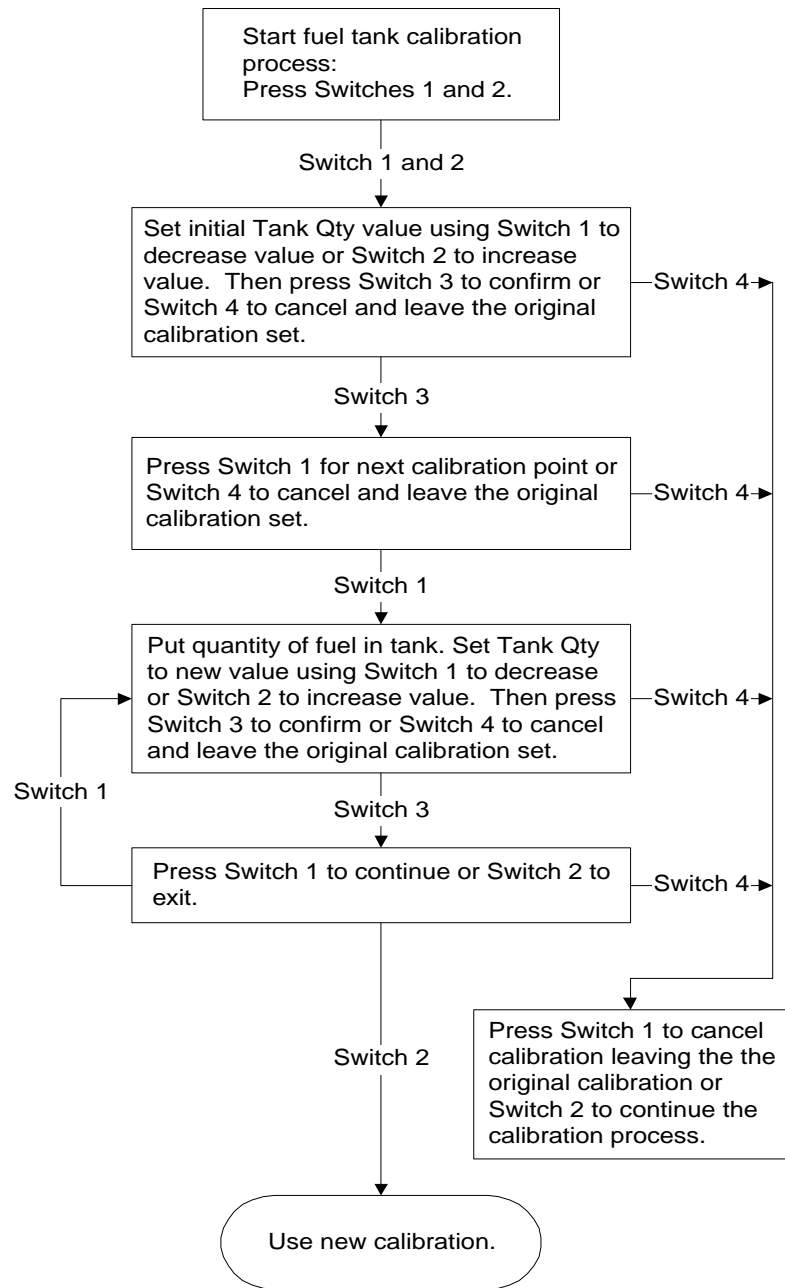 Start fuel tank calibration
process:
Press Switches 1 and 2.
Switch 1 and 2
Set initial Tank Qty value using Switch 1 to
decrease value or Switch 2 to increase
value.  Then press Switch 3 to confirm or
Switch 4 to cancel and leave the original
calibration set.
Switch 4
Switch 3
Press Switch 1 for next calibration point or
Switch 4 to cancel and leave the original
calibration set.
Switch 4
Switch 1
Put quantity of fuel in tank. Set Tank Qty
to new value using Switch 1 to decrease
or Switch 2 to increase value.  Then press
Switch 3 to confirm or Switch 4 to cancel
and leave the original calibration set.
Switch 4
Switch 1
Switch 3
Press Switch 1 to continue or Switch 2 to
exit.
Switch 4
Switch 2
Press Switch 1 to cancel
calibration leaving the the
original calibration or
Switch 2 to continue the
calibration process.
Use new calibration.